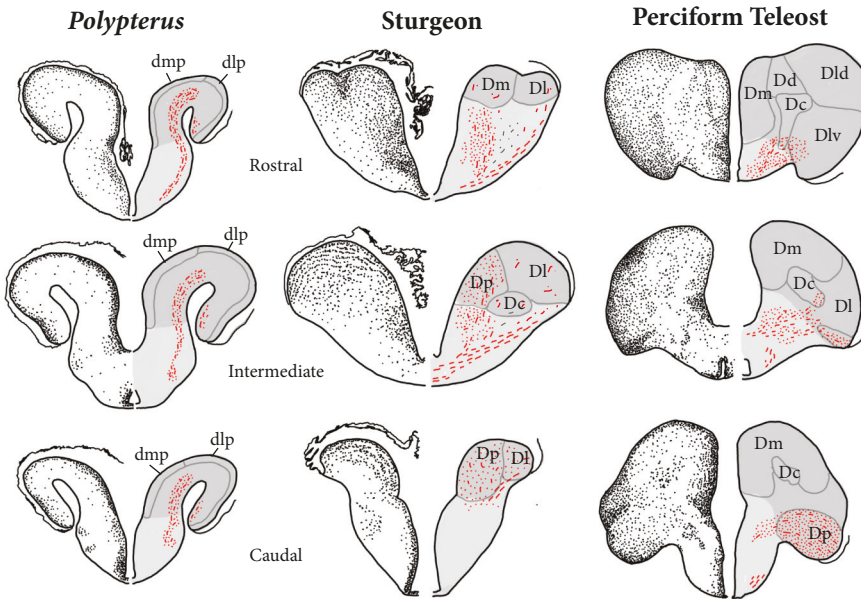 Polypterus
Sturgeon
Perciform Teleost
dmp
dlp
Dm
Dl
Dm
Dd
Dc
Dld
Dlv
Rostral
dmp
dlp
Dp
Dl
Dc
Dm
Dc
Dl
Intermediate
dmp
dlp
Dp
Dl
Dm
Dc
Dp
Caudal